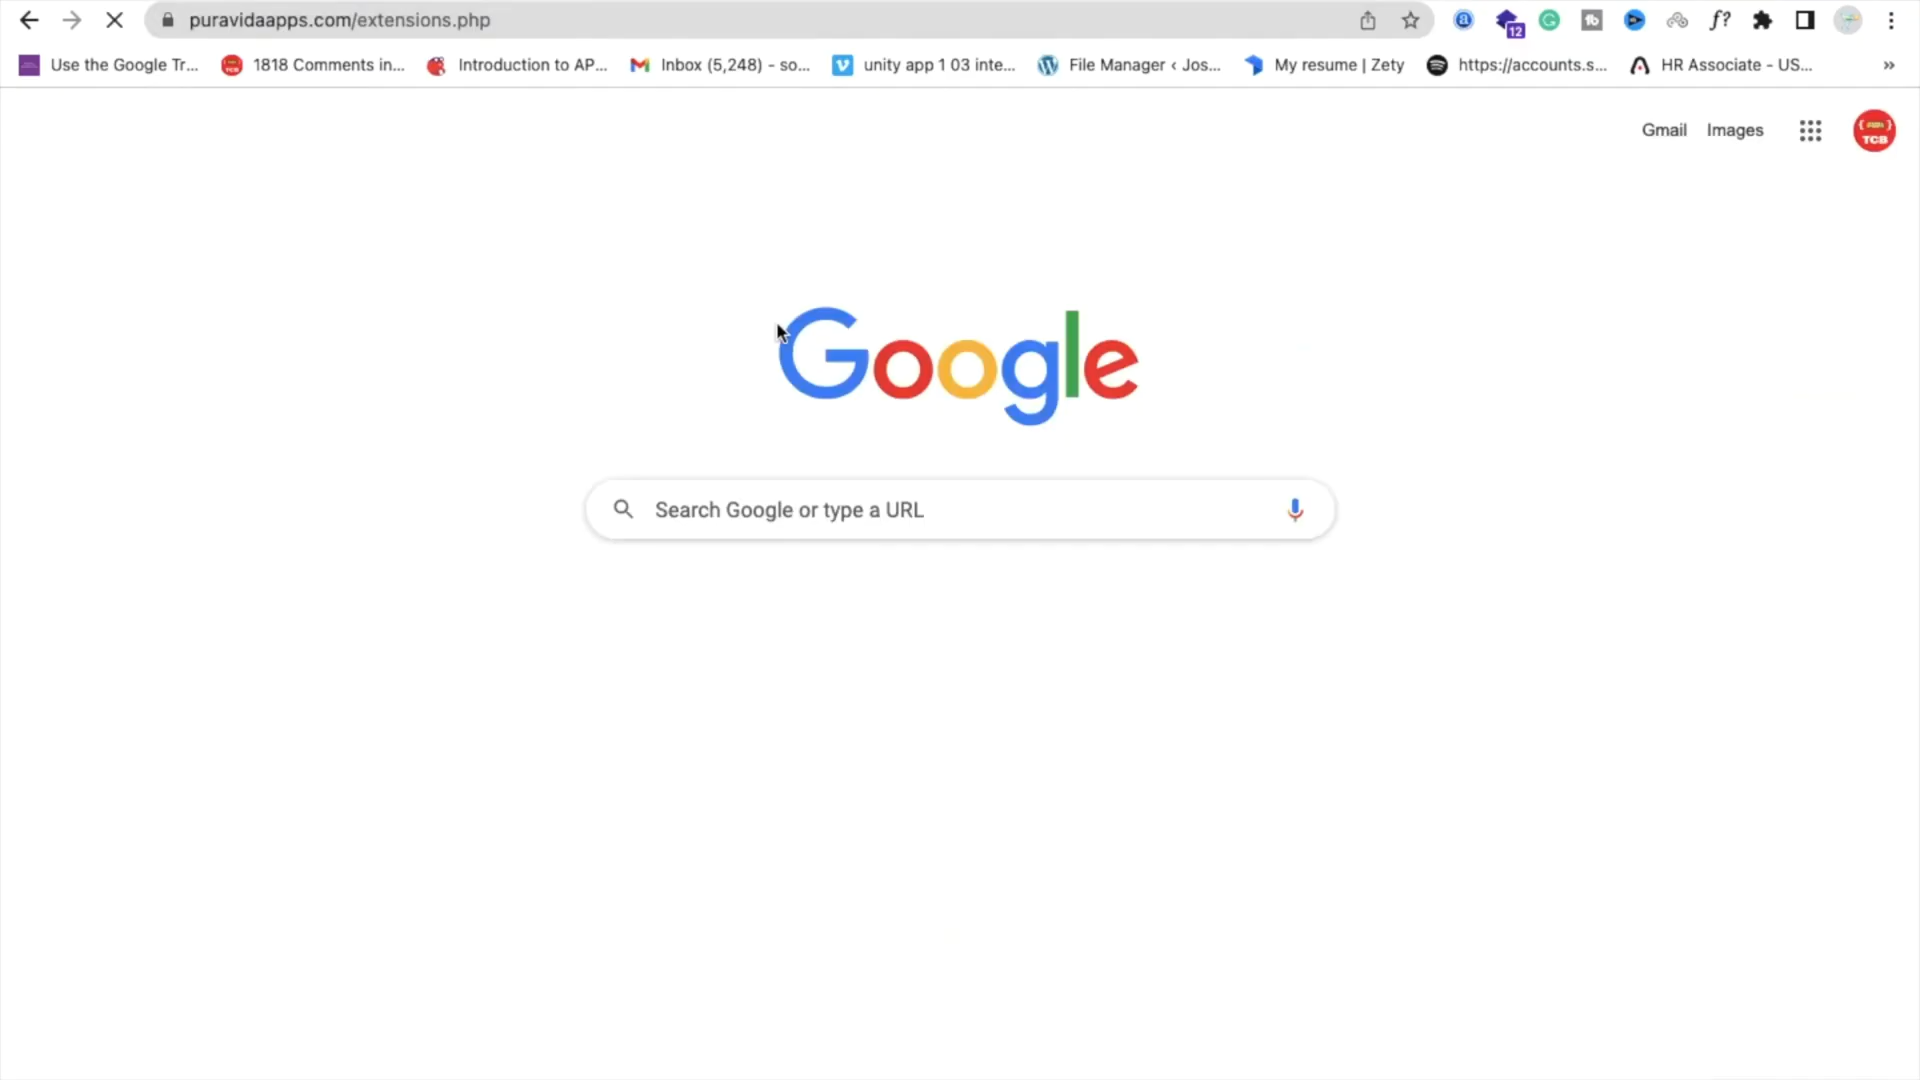 puravidaapps.com/extensions.php
12
Use the Google Tr...
1818 Comments in...
Introduction to AP...
Inbox (5,248) - so...
unity app 1 03 inte...
File Manager ‹ Jos...
My resume | Zety
https://accounts.s...
HR Associate - US...
»
Gmail
Images
TCB
Google
Search Google or type a URL